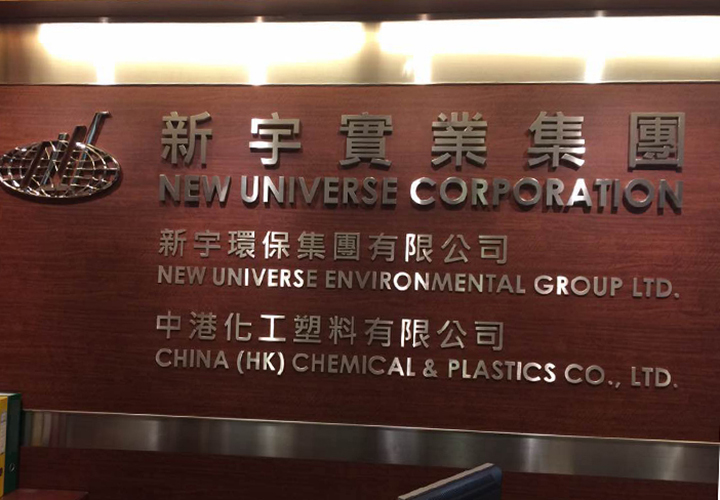 新宇實業集團
NEW UNIVERSE CORPORATION
新宇環保集團有限公司
NEW UNIVERSE ENVIRONMENTAL GROUP LTD.
中港化工塑料有限公司
CHINA (HK) CHEMICAL & PLASTICS CO., LTD.